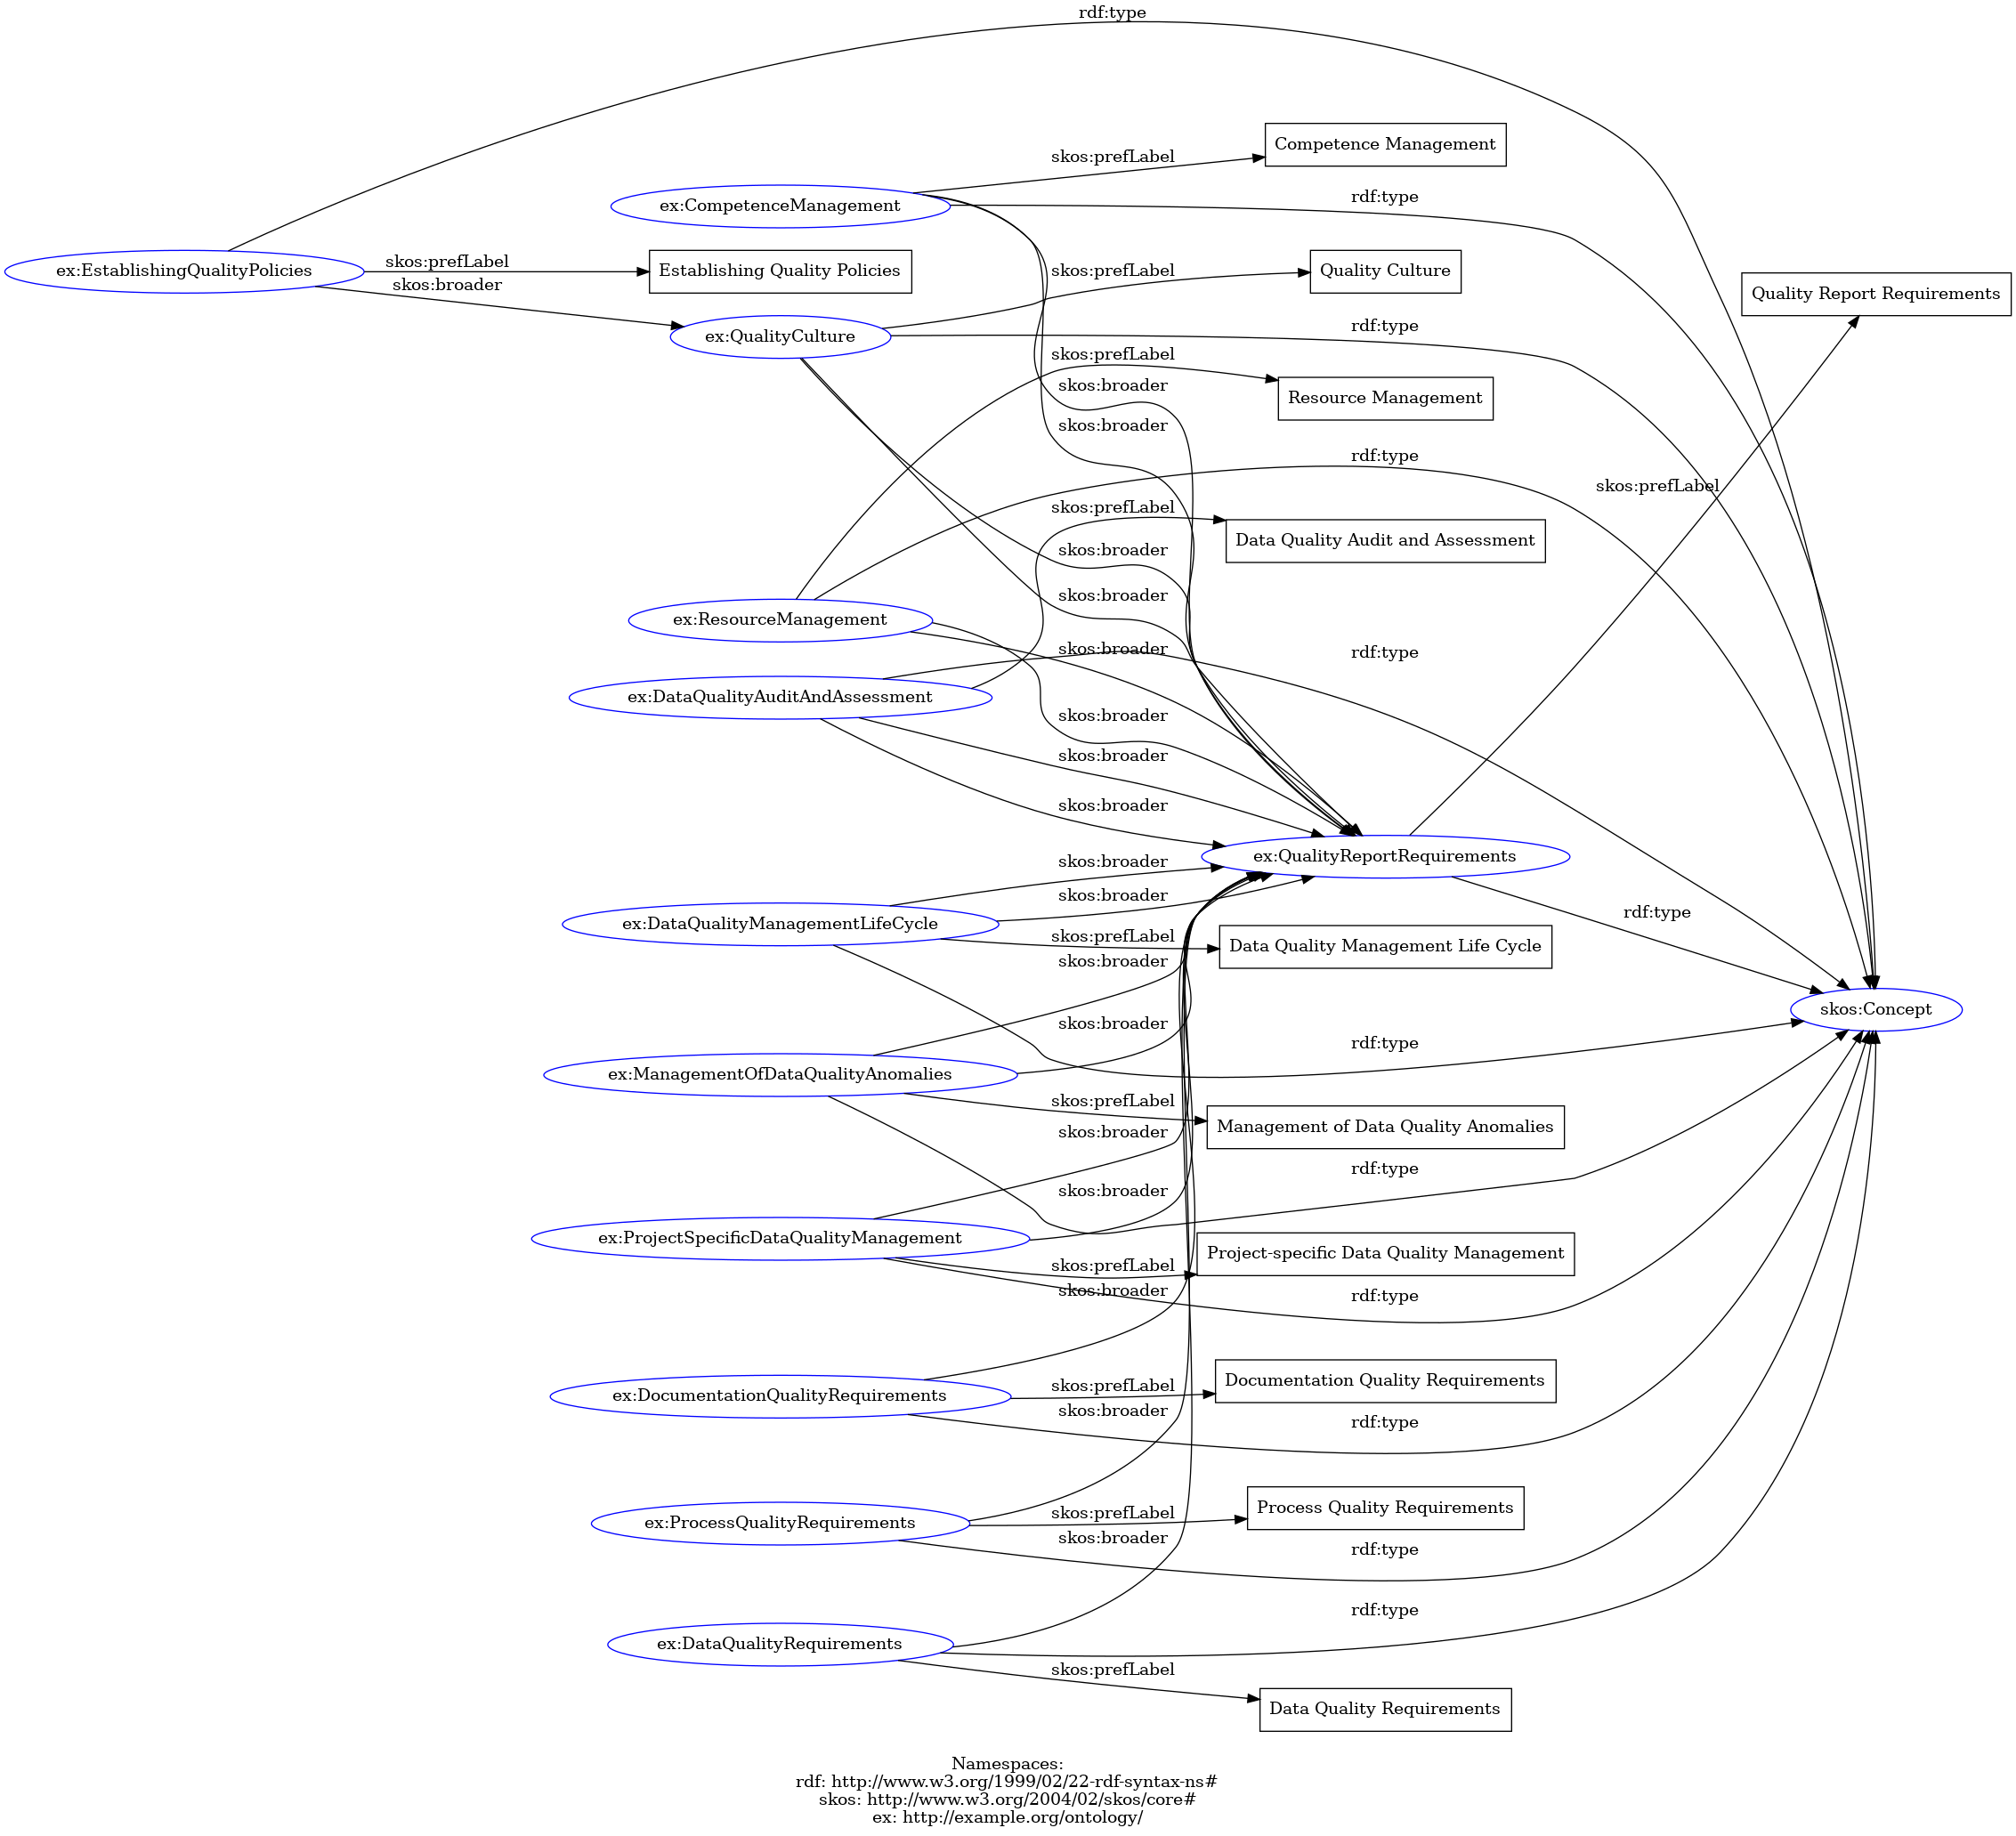 rdf:type
Competence Management
skos:prefLabel
rdf:type
ex:CompetenceManagement
ex:EstablishingQualityPolicies
skos:prefLabel
Establishing Quality Policies
skos:prefLabel
Quality Culture
skos:broader
Quality Report Requirements
rdf:type
ex:QualityCulture
skos:prefLabel
skos:broader
Resource Management
skos:broader
rdf:type
skos:prefLabel
skos:prefLabel
Data Quality Audit and Assessment
skos:broader
skos:broader
ex:ResourceManagement
skos:broader
rdf:type
ex:DataQualityAuditAndAssessment
skos:broader
skos:broader
skos:broader
ex:QualityReportRequirements
skos:broader
skos:broader
rdf:type
ex:DataQualityManagementLifeCycle
skos:prefLabel
Data Quality Management Life Cycle
skos:broader
skos:Concept
skos:broader
rdf:type
ex:ManagementOfDataQualityAnomalies
skos:prefLabel
Management of Data Quality Anomalies
skos:broader
rdf:type
skos:broader
ex:ProjectSpecificDataQualityManagement
Project-specific Data Quality Management
skos:prefLabel
skos:broader
rdf:type
Documentation Quality Requirements
skos:prefLabel
ex:DocumentationQualityRequirements
skos:broader
rdf:type
Process Quality Requirements
skos:prefLabel
ex:ProcessQualityRequirements
skos:broader
rdf:type
rdf:type
ex:DataQualityRequirements
skos:prefLabel
Data Quality Requirements
Namespaces:
rdf: http://www.w3.org/1999/02/22-rdf-syntax-ns#
skos: http://www.w3.org/2004/02/skos/core#
ex: http://example.org/ontology/